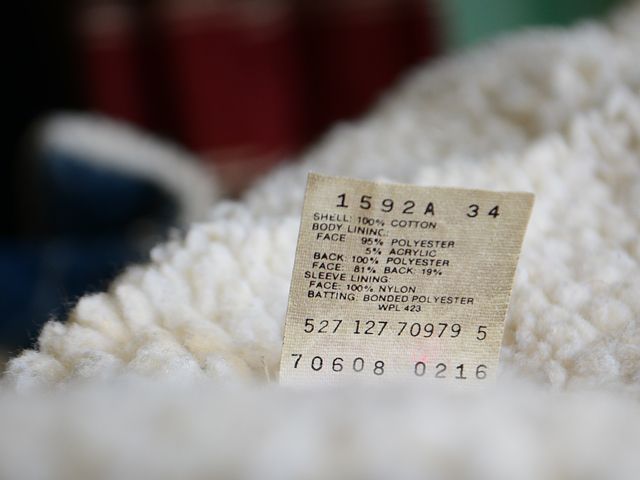 1592A 34
SHELL: 100% COTTON
BODY LINING:
FACE 95% POLYESTER
5% ACRYLIC
BACK: 100% POLYESTER
FACE: 81% BACK: 19%
SLEEVE LINING:
FACE: 100% NYLON
BATTING: BONDED POLYESTER
WPL 423
527 127 70979 5
70608 0216